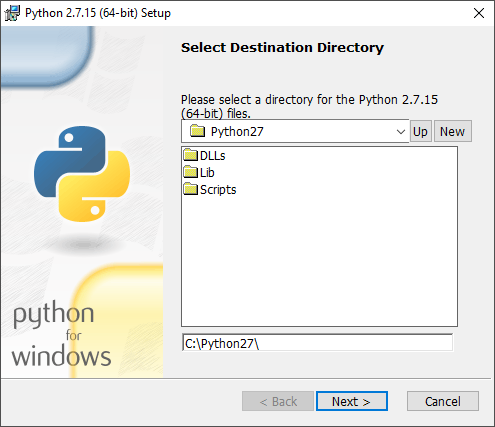 Python 2.7.15 (64-bit) Setup
Select Destination Directory
Please select a directory for the Python 2.7.15
(64-bit) files.
Python27
Up
New
DLLs
Lib
Scripts
python
for
windows
C:\Python27\
< Back
Next >
Cancel